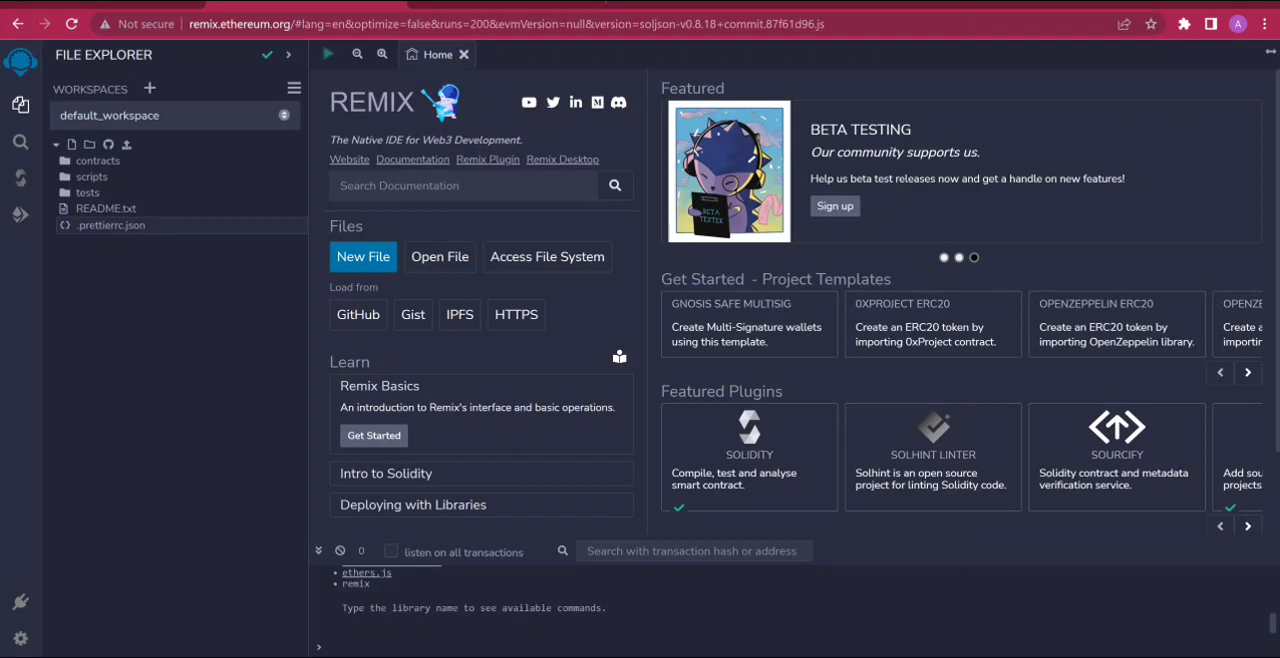 Not secure | remix.ethereum.org/#lang=en&optimize=false&runs=200&evmVersion=null&version=soljson-v0.8.18+commit.87f61d96.js
A
FILE EXPLORER
WORKSPACES
default_workspace
contracts
scripts
tests
README.txt
.prettierrc.json
Home
REMIX
The Native IDE for Web3 Development.
Website Documentation Remix Plugin Remix Desktop
Search Documentation
Files
New File Open File Access File System
Load from
GitHub Gist IPFS HTTPS
Learn
Remix Basics
An introduction to Remix's interface and basic operations.
Get Started
Intro to Solidity
Deploying with Libraries
Featured
BETA TESTER
BETA TESTING
Our community supports us.
Help us beta test releases now and get a handle on new features!
Sign up
Get Started - Project Templates
GNOSIS SAFE MULTISIG
Create Multi-Signature wallets
using this template.
0XPROJECT ERC20
Create an ERC20 token by
importing 0xProject contract.
OPENZEPPELIN ERC20
Create an ERC20 token by
importing OpenZeppelin library.
OPENZE
Create a
importin
Featured Plugins
SOLIDITY
Compile, test and analyse
smart contract.
SOLHINT LINTER
Solhint is an open source
project for linting Solidity code.
SOURCIFY
Solidity contract and metadata
verification service.
Add sou
projects
0 listen on all transactions Search with transaction hash or address
• ethers.js
• remix
Type the library name to see available commands.
>